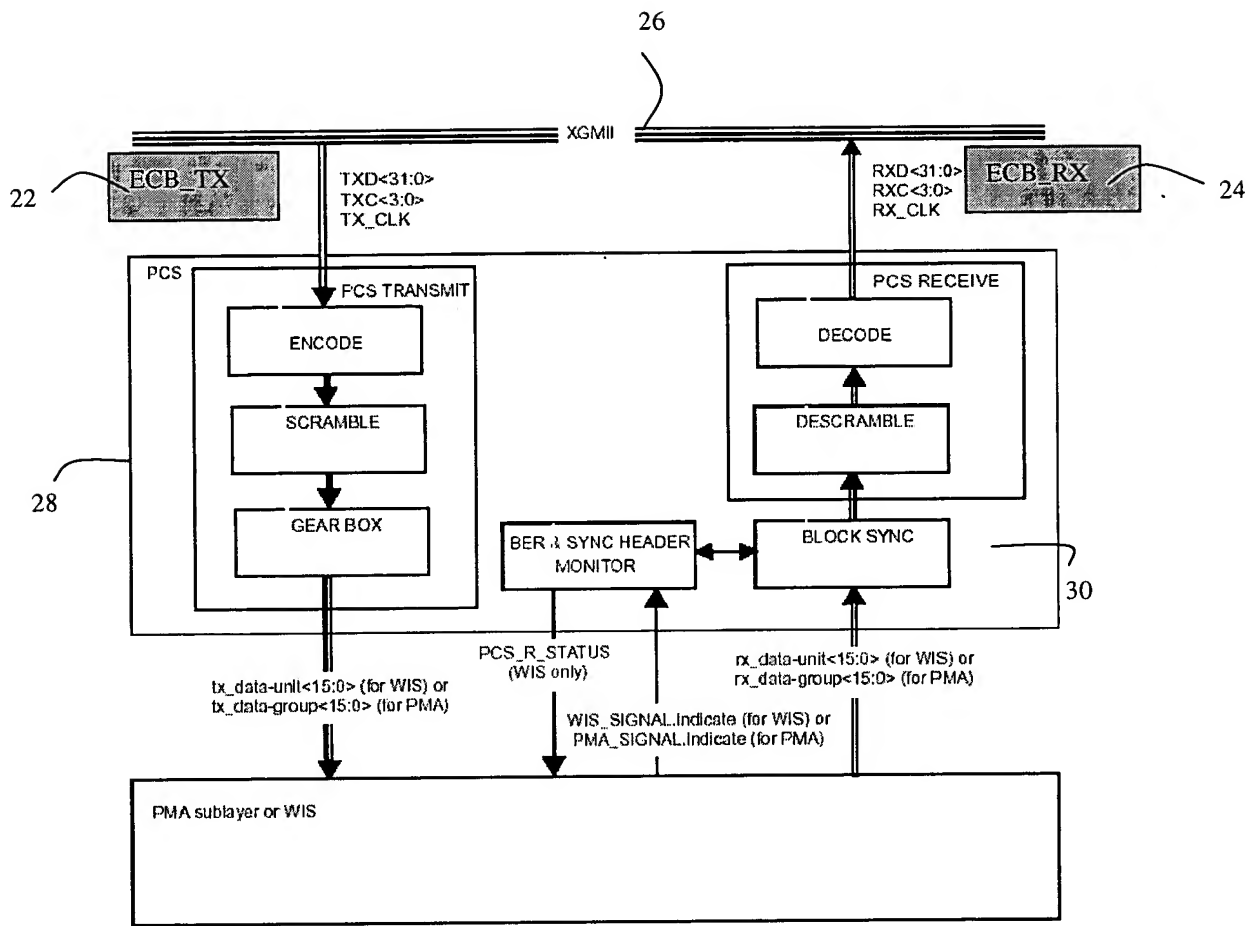 26
XGMII
ECB_TX
22
TXD<31:0>
TXC<3:0>
TX_CLK
RXD<31:0>
RXC<3:0>
RX_CLK
ECB_RX
24
PCS
PCS TRANSMIT
ENCODE
SCRAMBLE
GEAR BOX
28
PCS RECEIVE
DECODE
DESCRAMBLE
BLOCK SYNC
BER & SYNC HEADER
MONITOR
30
tx_data-unit<15:0> (for WIS) or
tx_data-group<15:0> (for PMA)
PCS_R_STATUS
(WIS only)
WIS_SIGNAL.indicate (for WIS) or
PMA_SIGNAL.indicate (for PMA)
rx_data-unit<15:0> (for WIS) or
rx_data-group<15:0> (for PMA)
PMA sublayer or WIS